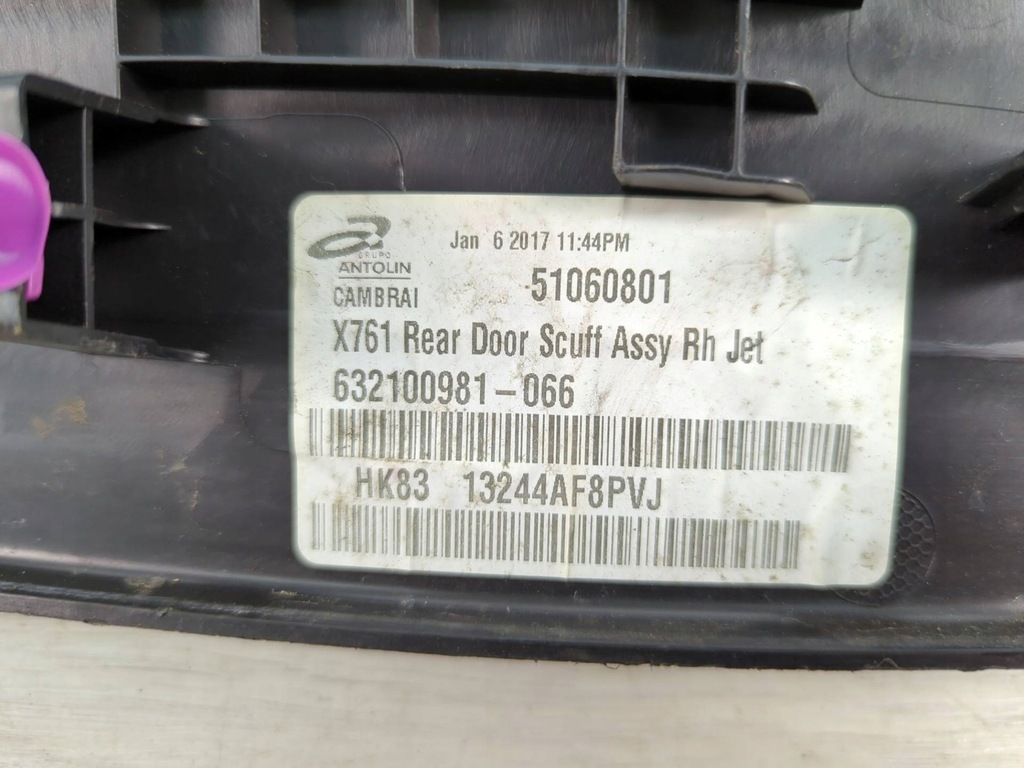 Jan 6 2017 11:44PM
GRUPO
ANTOLIN
CAMBRAI
51060801
X761 Rear Door Scuff Assy Rh Jet
632100981-066
HK83 13244AF8PVJ